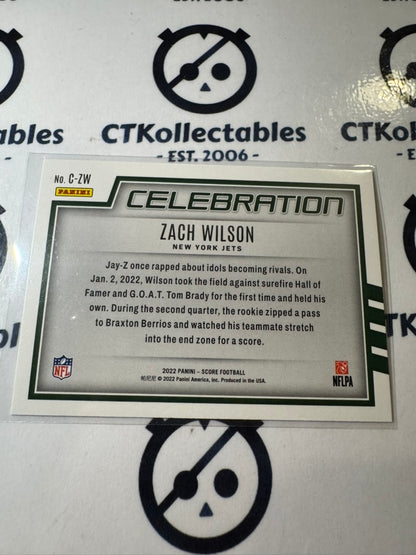 CTKollectables
- EST. 2006 -
No. C-ZW
PANINI
CELEBRATION
ZACH WILSON
NEW YORK JETS
Jay-Z once rapped about idols becoming rivals. On
Jan. 2, 2022, Wilson took the field against surefire Hall of
Famer and G.O.A.T. Tom Brady for the first time and held his
own. During the second quarter, the rookie zipped a pass
to Braxton Berrios and watched his teammate stretch
into the end zone for a score.
NFL
2022 PANINI – SCORE FOOTBALL
© 2022 Panini America, Inc. Produced in the USA.
NFLPA